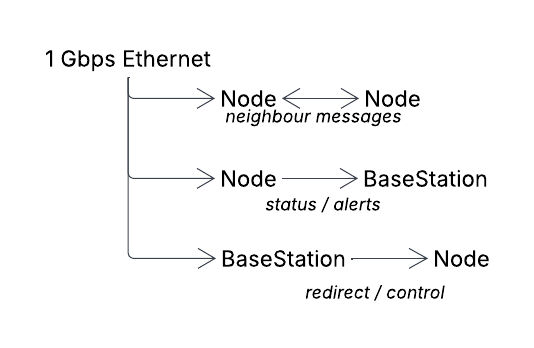 1 Gbps Ethernet
Node Node
neighbour messages
Node BaseStation
status / alerts
BaseStation Node
redirect / control